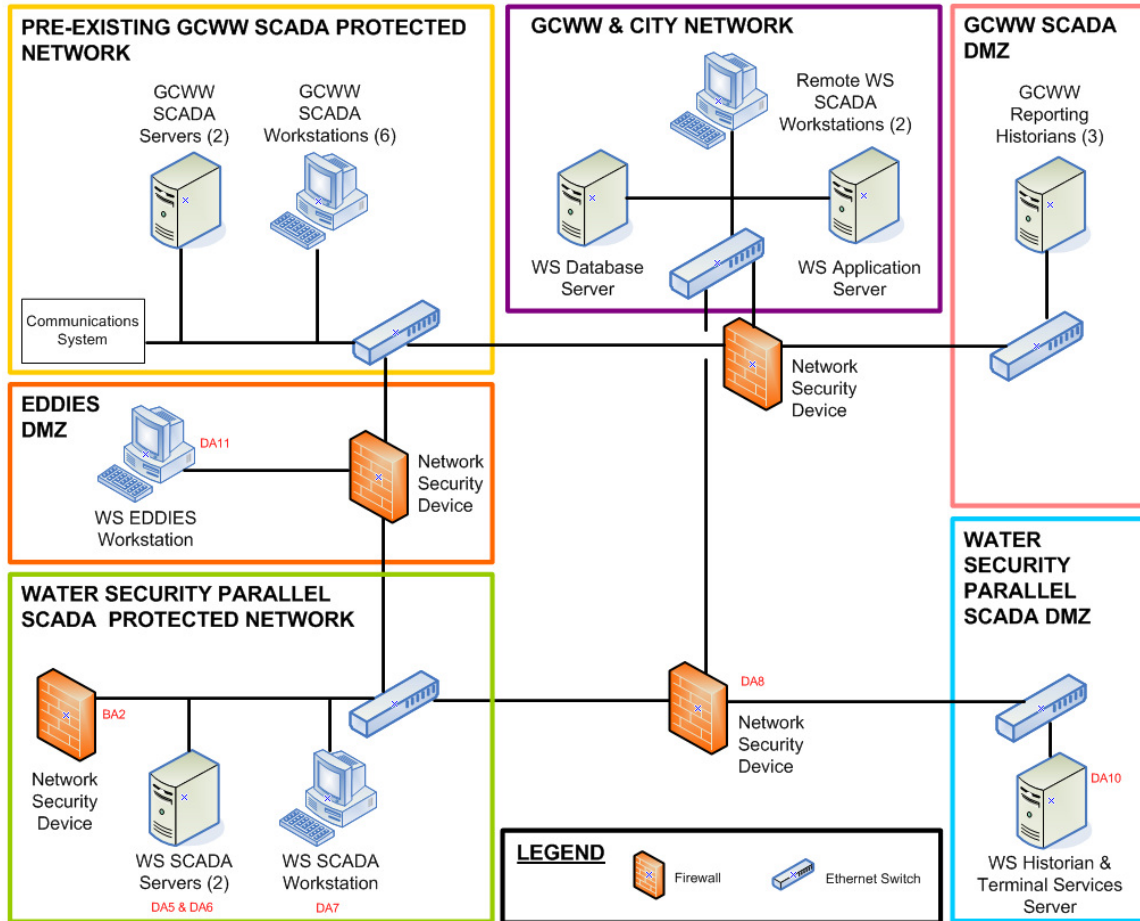 PRE-EXISTING GCWW SCADA PROTECTED
NETWORK
GCWW
SCADA
Servers (2)
GCWW
SCADA
Workstations (6)
Communications
System
GCWW & CITY NETWORK
Remote WS
SCADA
Workstations (2)
WS Database
Server
WS Application
Server
Network
Security
Device
GCWW SCADA
DMZ
GCWW
Reporting
Historians (3)
EDDIES
DMZ
DA11
WS EDDIES
Workstation
Network
Security
Device
WATER SECURITY PARALLEL
SCADA PROTECTED NETWORK
BA2
Network
Security
Device
WS SCADA
Servers (2)
DA5 & DA6
WS SCADA
Workstation
DA7
DA8
Network
Security
Device
WATER
SECURITY
PARALLEL
SCADA DMZ
DA10
WS Historian &
Terminal Services
Server
LEGEND
Firewall
Ethernet Switch